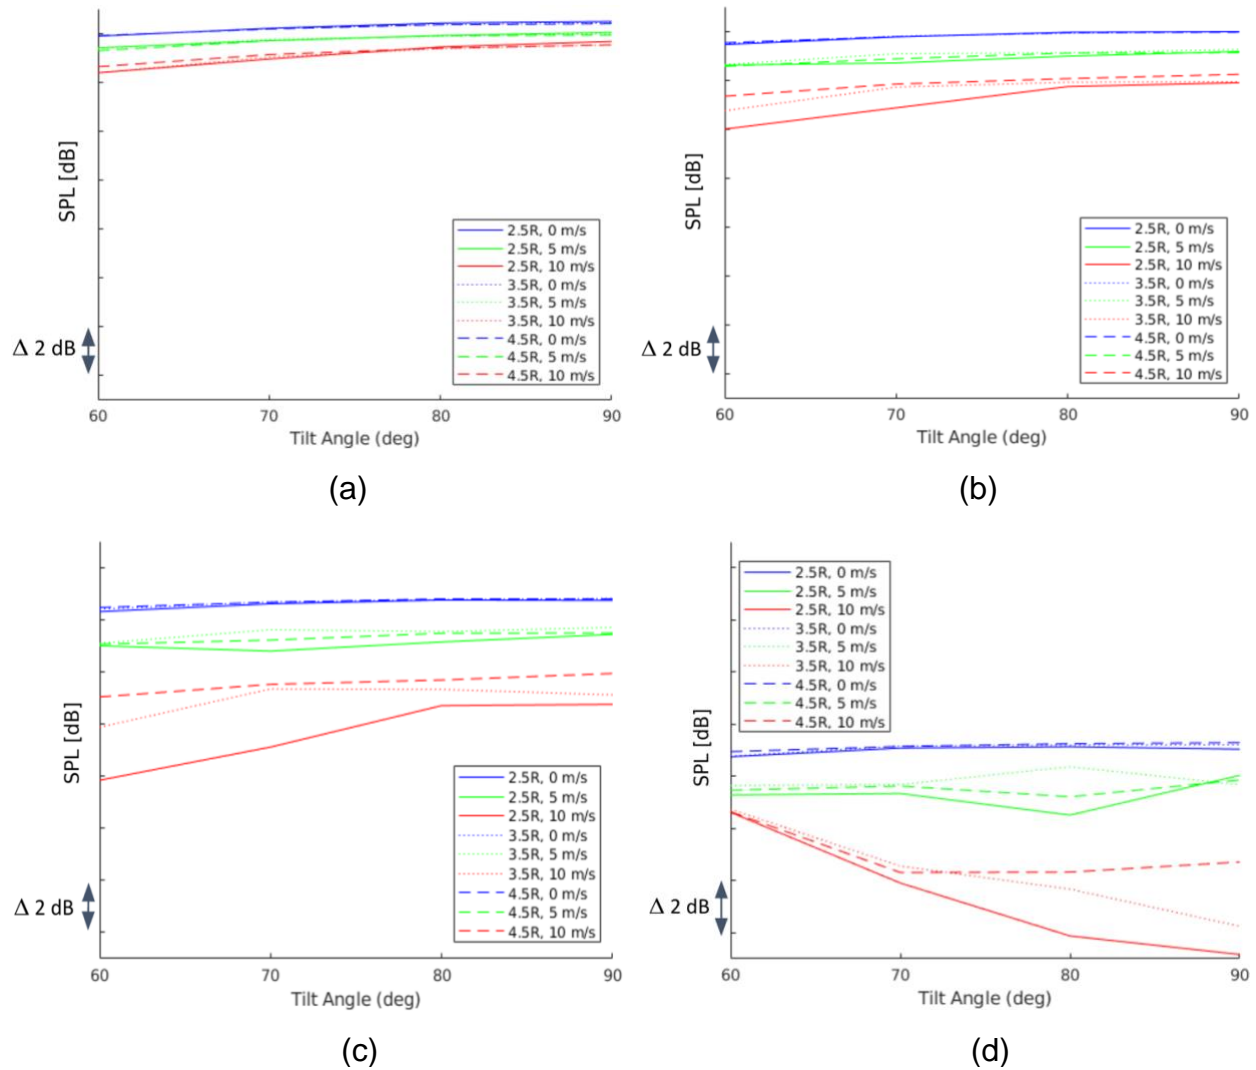 SPL [dB]
2.5R, 0 m/s
2.5R, 5 m/s
2.5R, 10 m/s
3.5R, 0 m/s
3.5R, 5 m/s
3.5R, 10 m/s
4.5R, 0 m/s
4.5R, 5 m/s
4.5R, 10 m/s
Δ 2 dB
60 70 80 90
Tilt Angle (deg)
(a)
SPL [dB]
2.5R, 0 m/s
2.5R, 5 m/s
2.5R, 10 m/s
3.5R, 0 m/s
3.5R, 5 m/s
3.5R, 10 m/s
4.5R, 0 m/s
4.5R, 5 m/s
4.5R, 10 m/s
Δ 2 dB
60 70 80 90
Tilt Angle (deg)
(b)
SPL [dB]
2.5R, 0 m/s
2.5R, 5 m/s
2.5R, 10 m/s
3.5R, 0 m/s
3.5R, 5 m/s
3.5R, 10 m/s
4.5R, 0 m/s
4.5R, 5 m/s
4.5R, 10 m/s
Δ 2 dB
60 70 80 90
Tilt Angle (deg)
(c)
2.5R, 0 m/s
2.5R, 5 m/s
2.5R, 10 m/s
3.5R, 0 m/s
3.5R, 5 m/s
3.5R, 10 m/s
4.5R, 0 m/s
4.5R, 5 m/s
4.5R, 10 m/s
SPL [dB]
Δ 2 dB
60 70 80 90
Tilt Angle (deg)
(d)